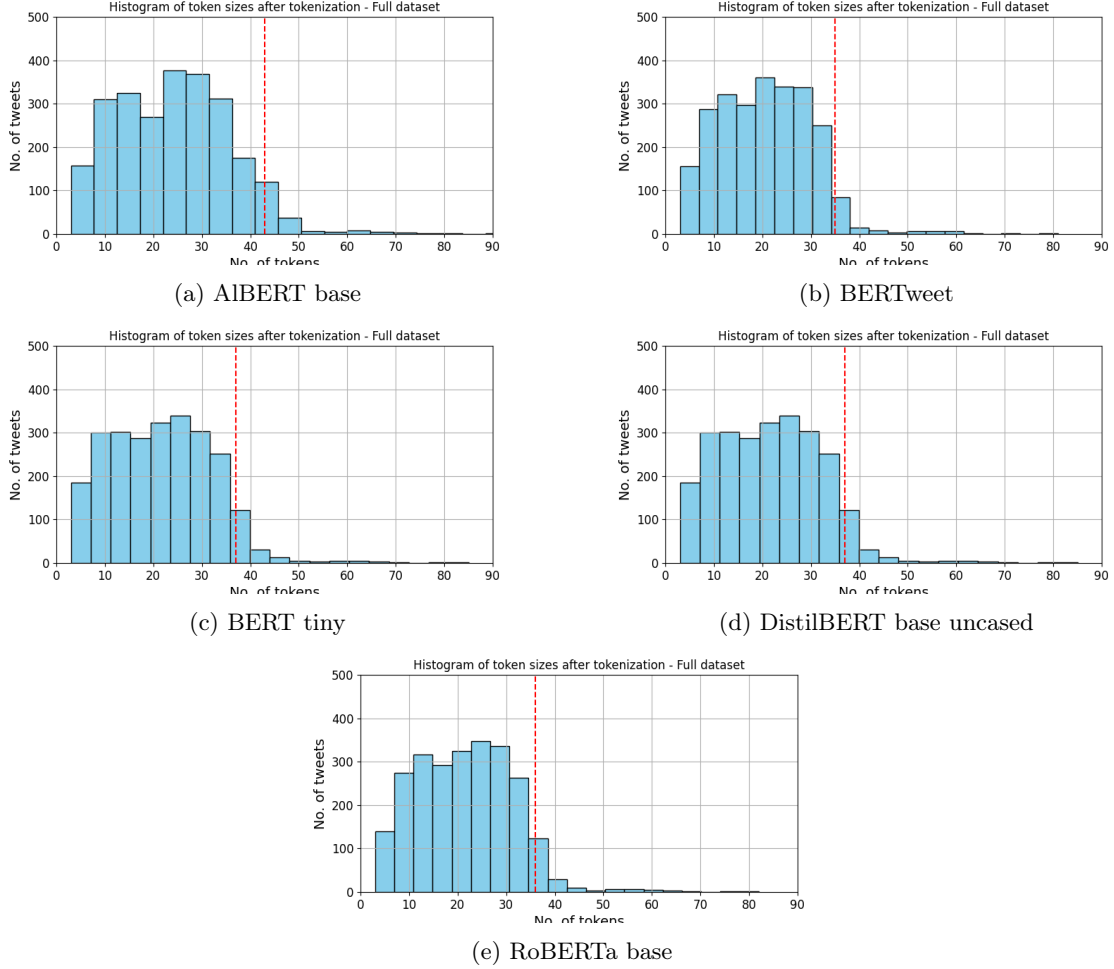 Histogram of token sizes after tokenization - Full dataset
500
400
300
200
100
0
No. of tweets
0 10 20 30 40 50 60 70 80 90
No. of tokens
(a) AlBERT base
Histogram of token sizes after tokenization - Full dataset
500
400
300
200
100
0
No. of tweets
0 10 20 30 40 50 60 70 80 90
No. of tokens
(b) BERTweet
Histogram of token sizes after tokenization - Full dataset
500
400
300
200
100
0
No. of tweets
0 10 20 30 40 50 60 70 80 90
No. of tokens
(c) BERT tiny
Histogram of token sizes after tokenization - Full dataset
500
400
300
200
100
0
No. of tweets
0 10 20 30 40 50 60 70 80 90
No. of tokens
(d) DistilBERT base uncased
Histogram of token sizes after tokenization - Full dataset
500
400
300
200
100
0
No. of tweets
0 10 20 30 40 50 60 70 80 90
No. of tokens
(e) RoBERTa base